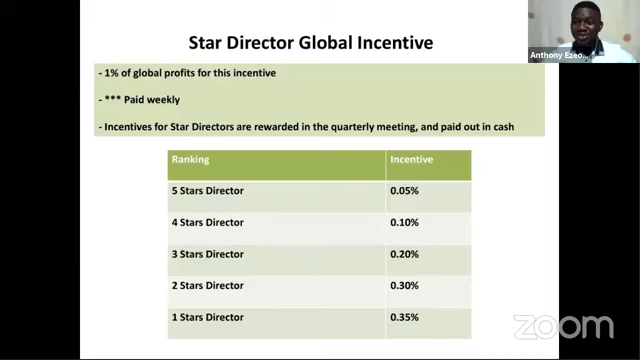 Star Director Global Incentive
- 1% of global profits for this incentive
- *** Paid weekly
- Incentives for Star Directors are rewarded in the quarterly meeting, and paid out in cash
Ranking Incentive
5 Stars Director 0.05%
4 Stars Director 0.10%
3 Stars Director 0.20%
2 Stars Director 0.30%
1 Stars Director 0.35%
Anthony Ezeo...
zoom